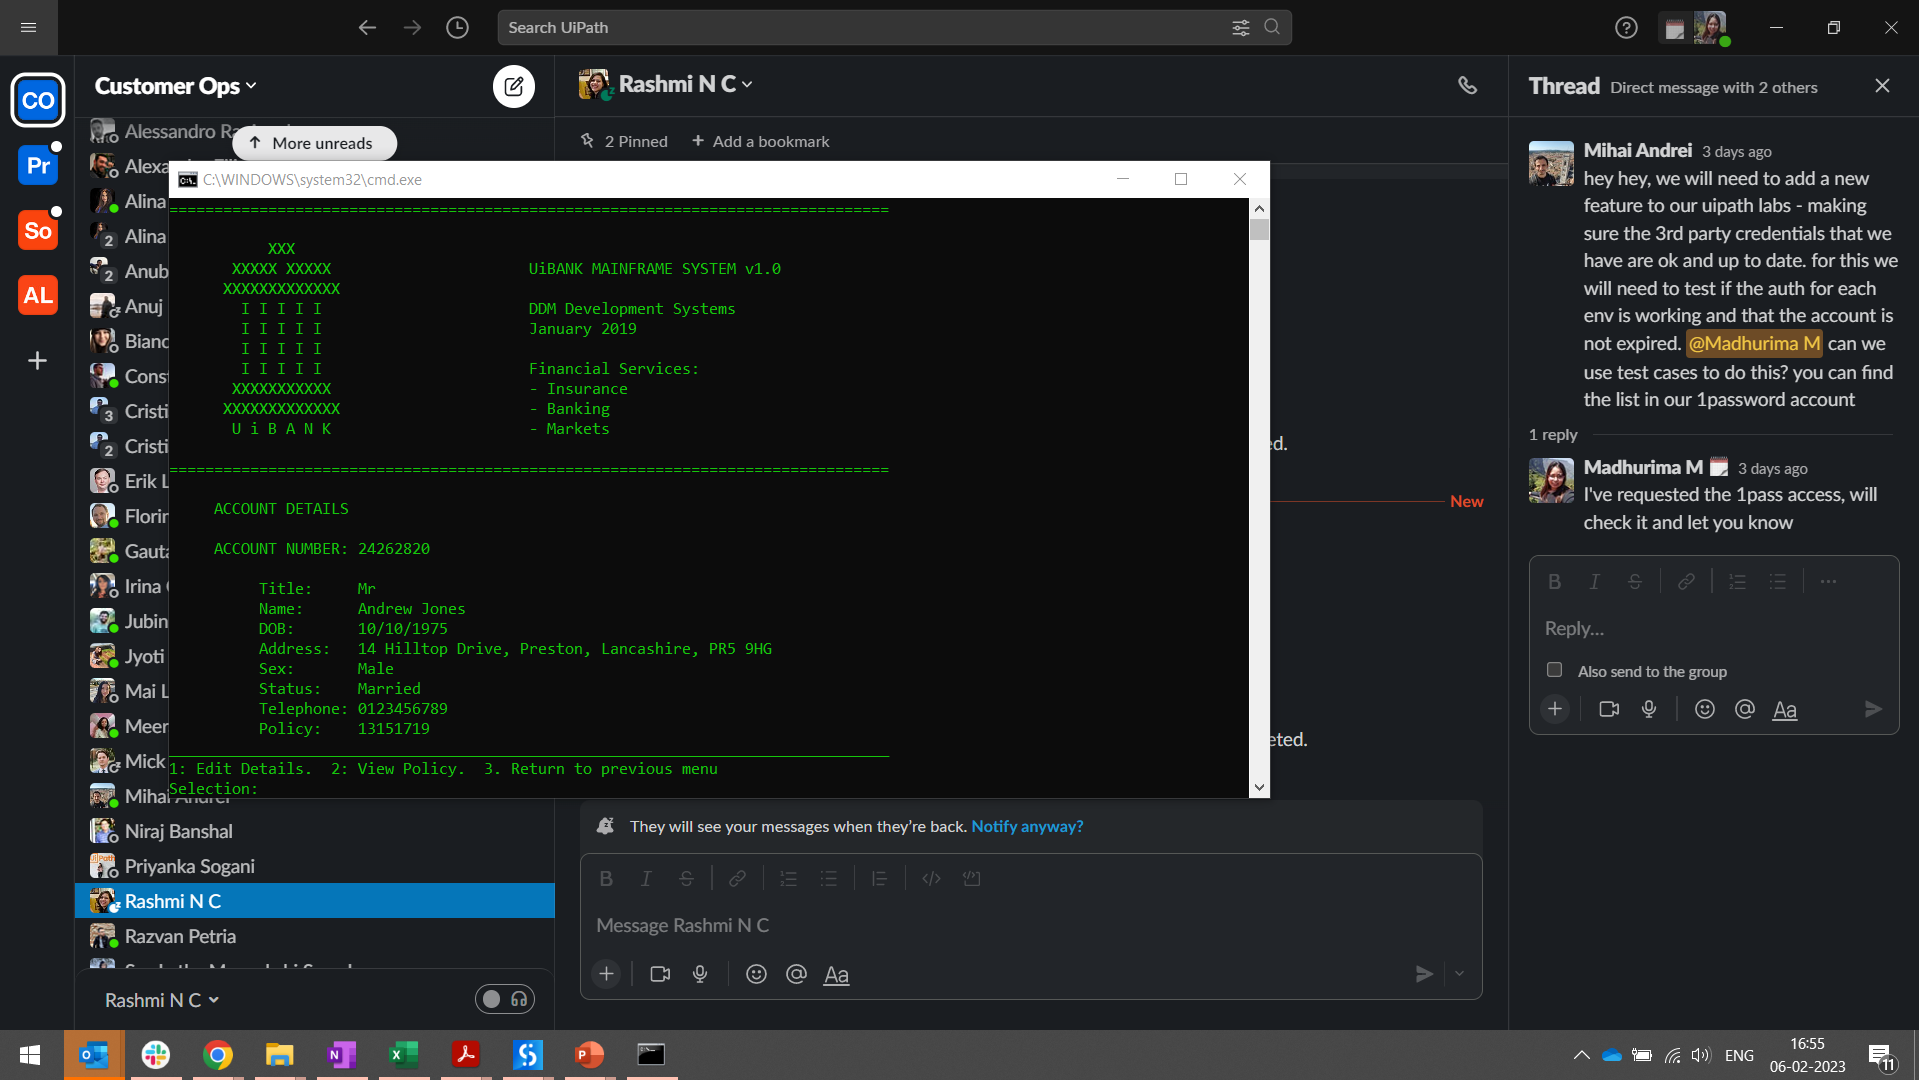 Search UiPath
CO
Pr
So
AL
Customer Ops
More unreads
Alina
Alina
2
Anub
2
Anuj
Bianc
Const
Cristi
3
Cristi
2
Erik L
Florin
Gauta
Irina
Jubin
Jyoti
Mai L
Meer
Mick
Mihai Andrei
Niraj Banshal
Priyanka Sogani
Rashmi N C
Razvan Petria
Rashmi N C
Rashmi N C
2 Pinned
Add a bookmark
C:\WINDOWS\system32\cmd.exe
================================================================================
XXX
XXXXX XXXXX UiBANK MAINFRAME SYSTEM v1.0
XXXXXXXXXXXXX
I I I I I DDM Development Systems
I I I I I January 2019
I I I I I
I I I I I Financial Services:
XXXXXXXXXXX - Insurance
XXXXXXXXXXXXX - Banking
U i B A N K - Markets
================================================================================
ACCOUNT DETAILS
ACCOUNT NUMBER: 24262820
Title: Mr
Name: Andrew Jones
DOB: 10/10/1975
Address: 14 Hilltop Drive, Preston, Lancashire, PR5 9HG
Sex: Male
Status: Married
Telephone: 0123456789
Policy: 13151719
1: Edit Details. 2: View Policy. 3. Return to previous menu
Selection:
ed.
New
eted.
They will see your messages when they're back. Notify anyway?
B I S
Message Rashmi N C
Aa
Thread Direct message with 2 others
Mihai Andrei 3 days ago
hey hey, we will need to add a new
feature to our uipath labs - making
sure the 3rd party credentials that we
have are ok and up to date. for this we
will need to test if the auth for each
env is working and that the account is
not expired. @Madhurima M can we
use test cases to do this? you can find
the list in our 1password account
1 reply
Madhurima M 3 days ago
I've requested the 1pass access, will
check it and let you know
B I S
Reply...
Also send to the group
Aa
ENG
16:55
06-02-2023
11